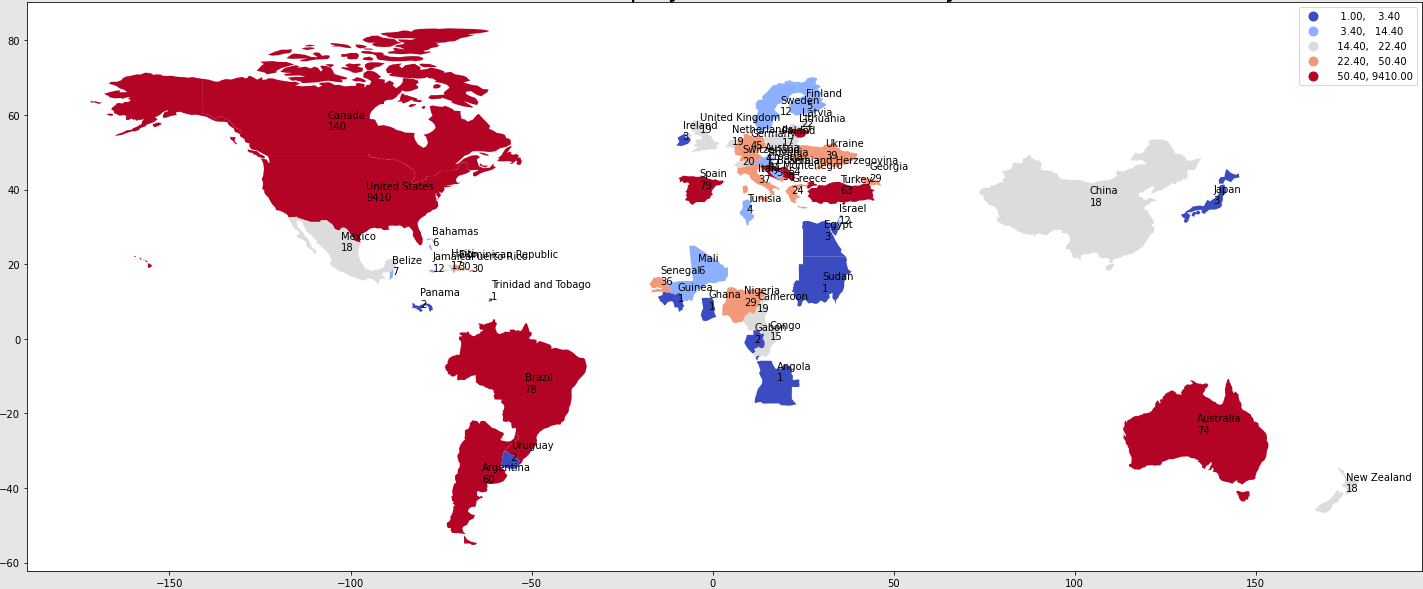 1.00, 3.40
3.40, 14.40
14.40, 22.40
22.40, 50.40
50.40, 9410.00
80
60
40
20
0
−20
−40
−60
−150
−100
−50
0
50
100
150
Canada
140
United States
9410
Mexico
18
Bahamas
6
Belize
7
Jamaica
12
Haiti
17
Dominican Republic
30
Puerto Rico
30
Panama
2
Trinidad and Tobago
1
Brazil
78
Uruguay
2
Argentina
60
Finland
Sweden
12
Latvia
Lithuania
22
United Kingdom
19
Ireland
3
Netherlands
19
Germany
45
Ukraine
39
Switz
20
Italy
37
Montenegro
and Herzegovina
Georgia
29
Greece
24
Turkey
63
Spain
79
Tunisia
4
Israel
12
Egypt
3
Sudan
1
Mali
6
Senegal
36
Guinea
1
Ghana
1
Nigeria
29
Cameroon
19
Gabon
2
Congo
15
Angola
1
China
18
Japan
3
Australia
74
New Zealand
18